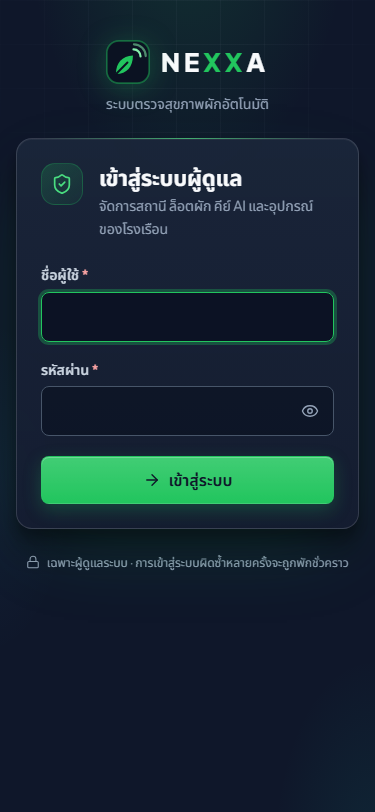 NEXXA
ระบบตรวจสุขภาพผักอัตโนมัติ
เข้าสู่ระบบผู้ดูแล
จัดการสถานี ล็อตผัก คีย์ AI และอุปกรณ์
ของโรงเรือน
ชื่อผู้ใช้ *
รหัสผ่าน *
เข้าสู่ระบบ
เฉพาะผู้ดูแลระบบ · การเข้าสู่ระบบผิดซ้ำหลายครั้งจะถูกพักชั่วคราว